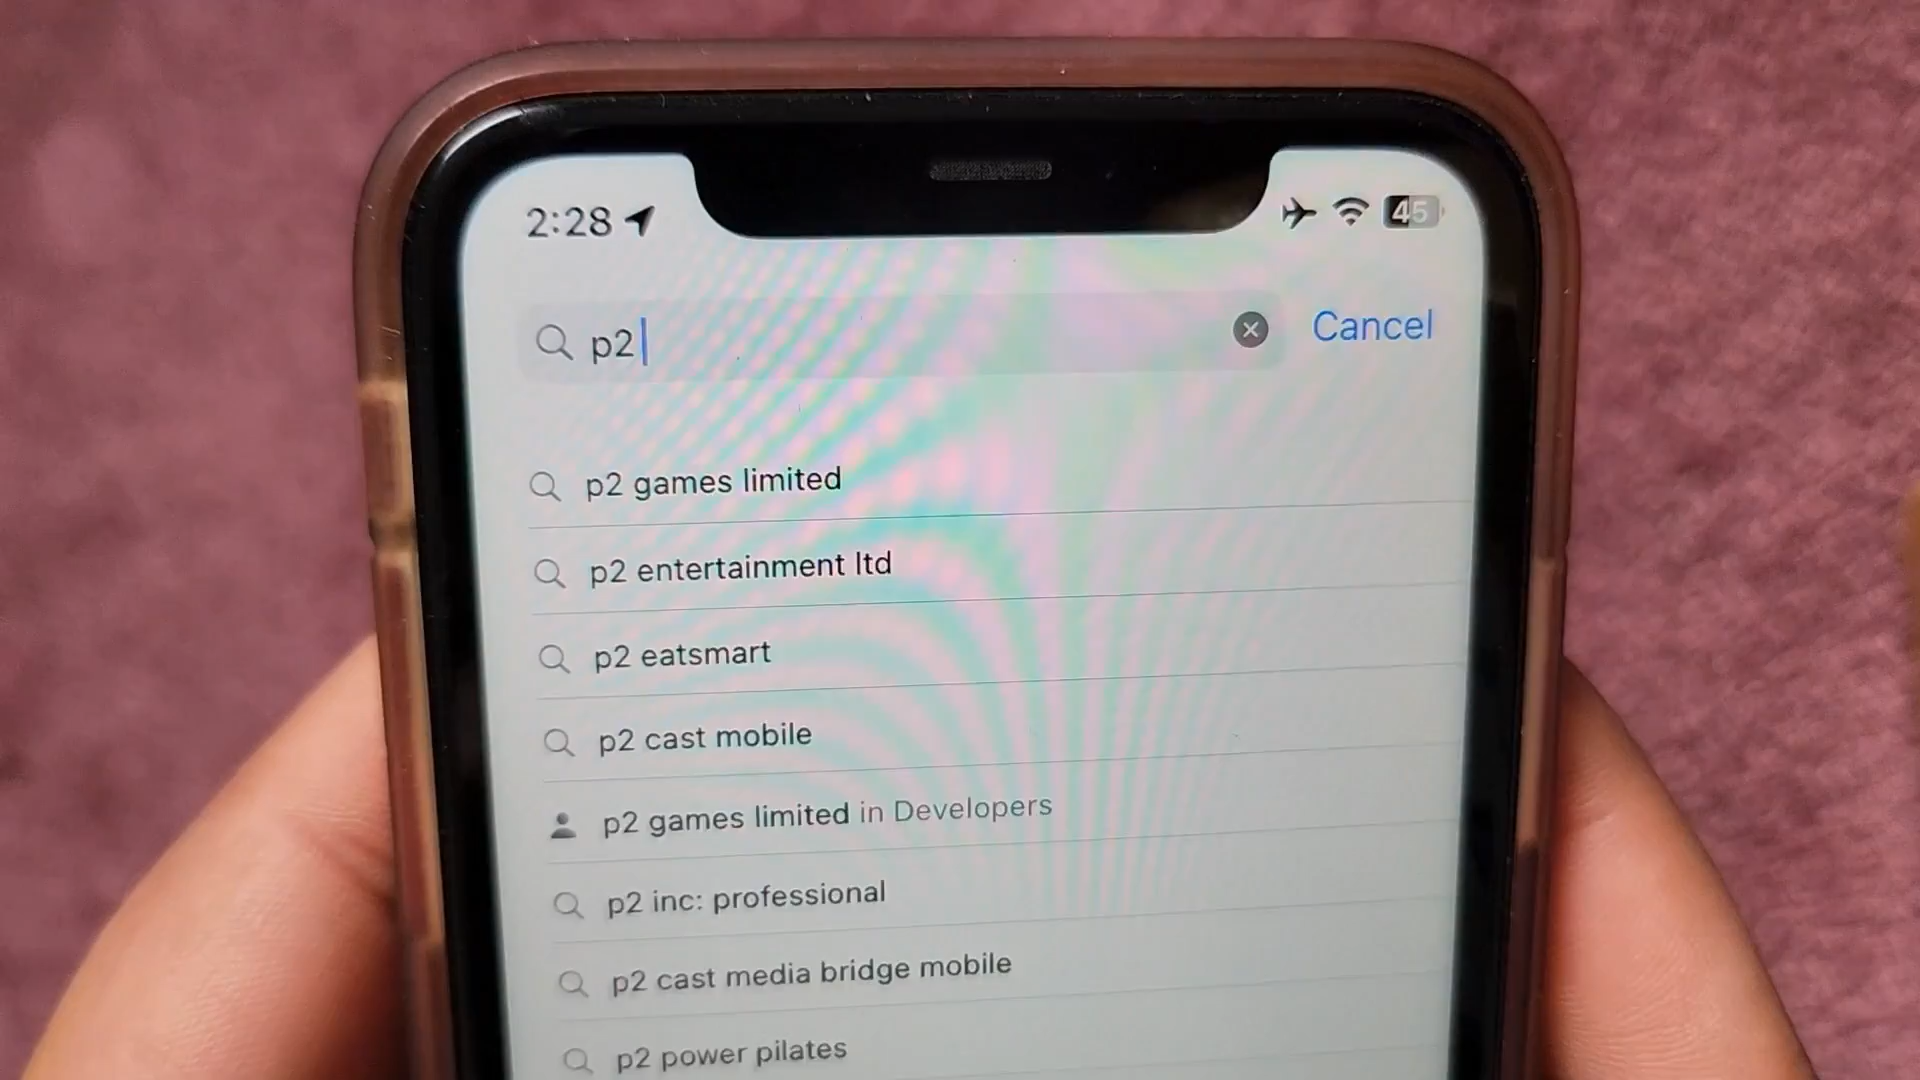 2:28
45
p2
Cancel
p2 games limited
p2 entertainment ltd
p2 eatsmart
p2 cast mobile
p2 games limited in Developers
p2 inc: professional
p2 cast media bridge mobile
p2 power pilates